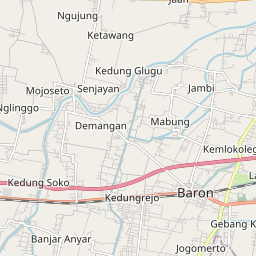 Jaan
Ngujung
Ketawang
Kedung Glugu
Mojoseto
Senjayan
Jambi
Nglinggo
Demangan
Mabung
Kemlokoleg
Kedung Soko
Baron
Kedungrejo
Gebang K
Banjar Anyar
Jogomerto